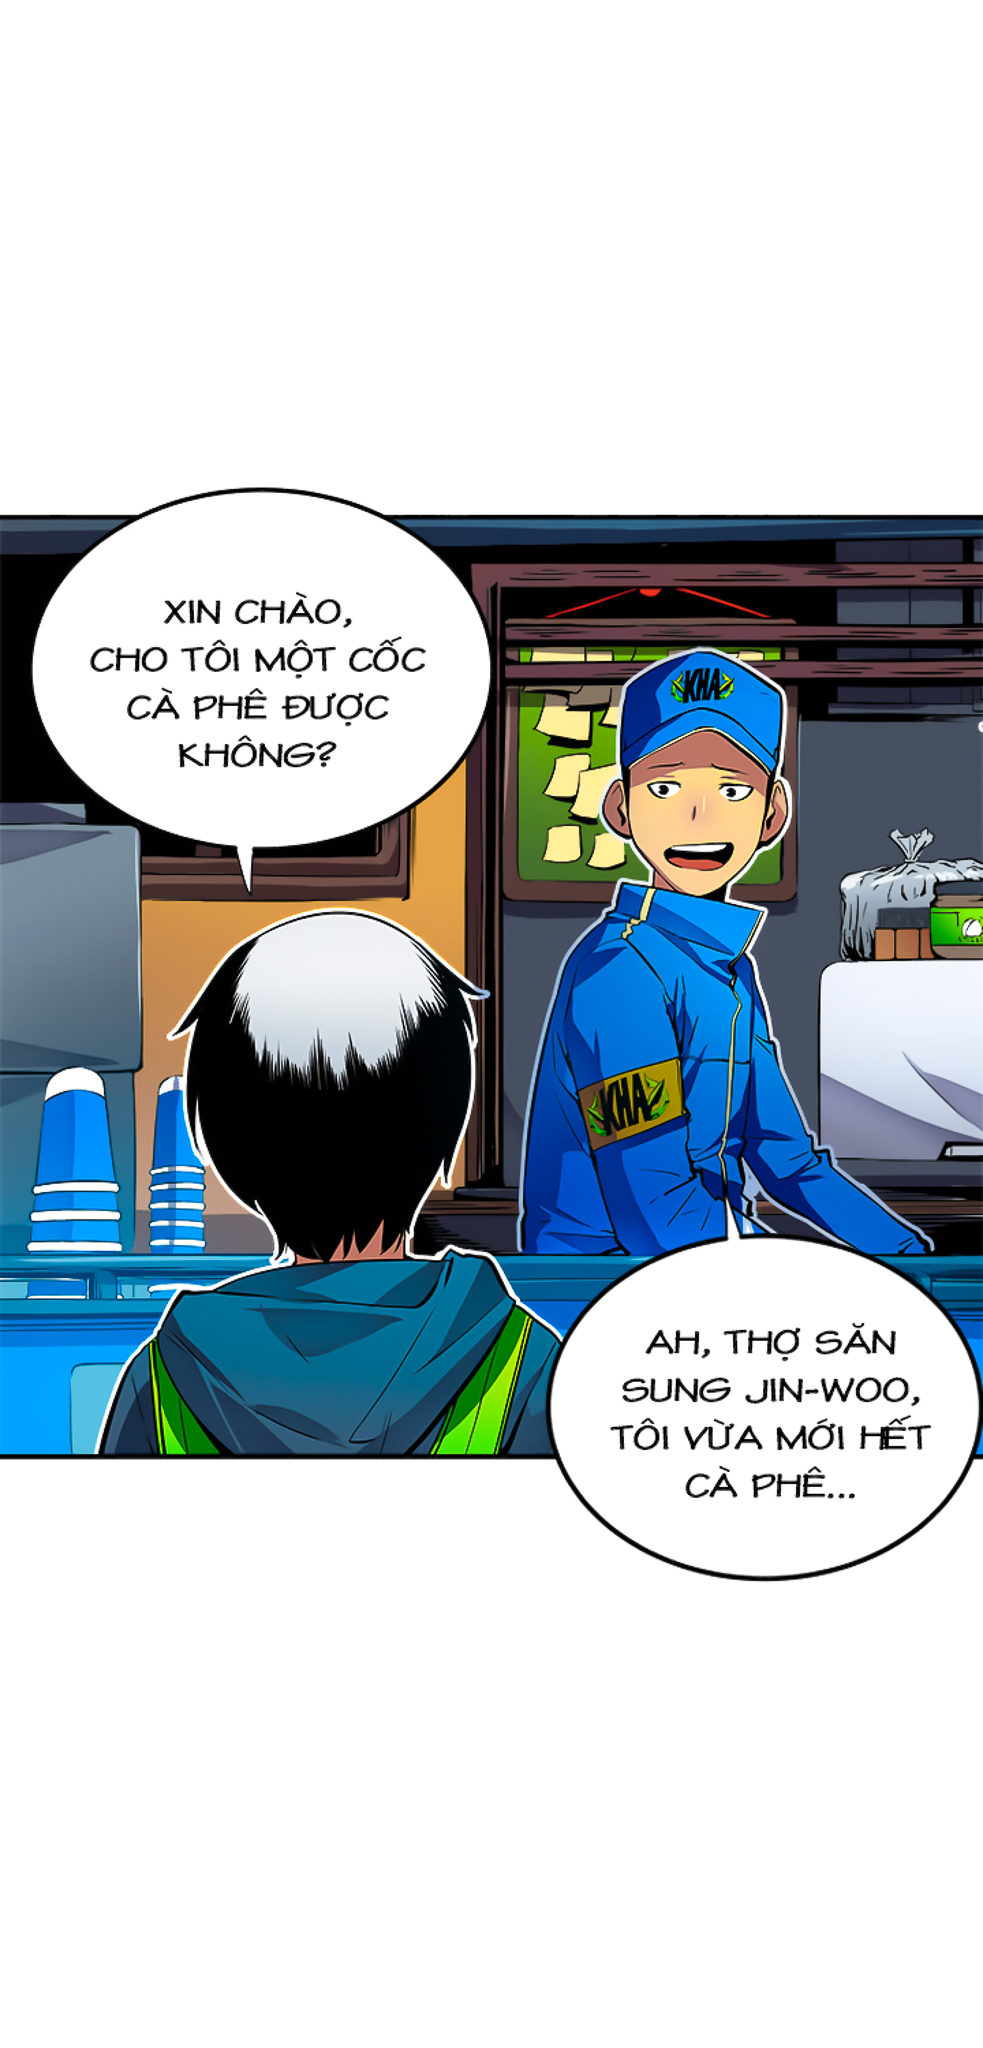 XIN CHÀO,
CHO TÔI MỘT CỐC
CÀ PHÊ ĐƯỢC
KHÔNG?
KHA
KHA
AH, THỢ SĂN
SUNG JIN-WOO,
TÔI VỪA MỚI HẾT
CÀ PHÊ...